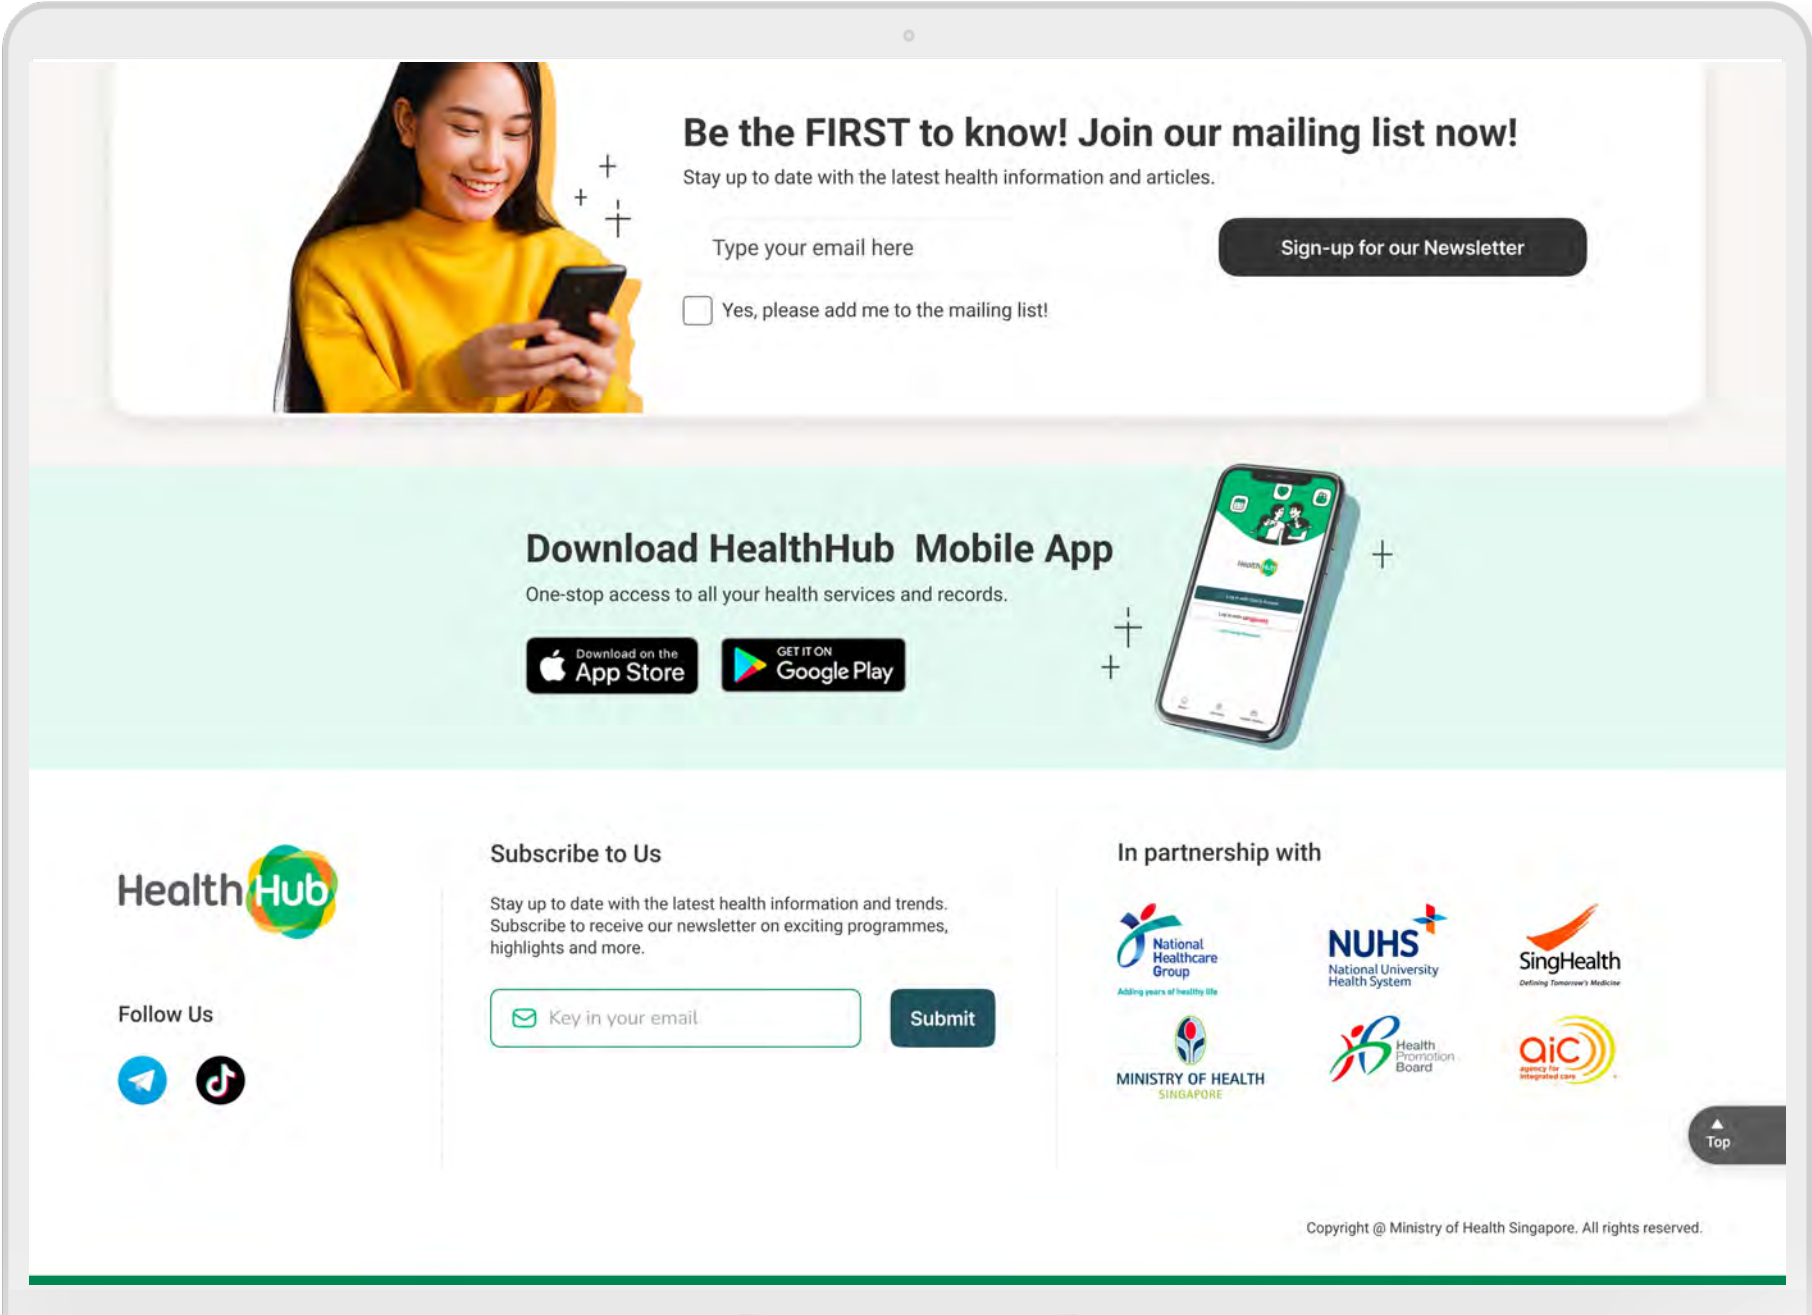 Be the FIRST to know! Join our mailing list now!
Stay up to date with the latest health information and articles.
Type your email here
Sign-up for our Newsletter
Yes, please add me to the mailing list!
Download HealthHub Mobile App
One-stop access to all your health services and records.
Download on the
App Store
GET IT ON
Google Play
HealthHub
HealthHub
Follow Us
Subscribe to Us
Stay up to date with the latest health information and trends.
Subscribe to receive our newsletter on exciting programmes,
highlights and more.
Key in your email
Submit
In partnership with
National
Healthcare
Group
Adding years of healthy life
NUHS
National University
Health System
SingHealth
Defining Tomorrow's Medicine
MINISTRY OF HEALTH
SINGAPORE
Health
Promotion
Board
aic
agency for
integrated care
Top
Copyright @ Ministry of Health Singapore. All rights reserved.